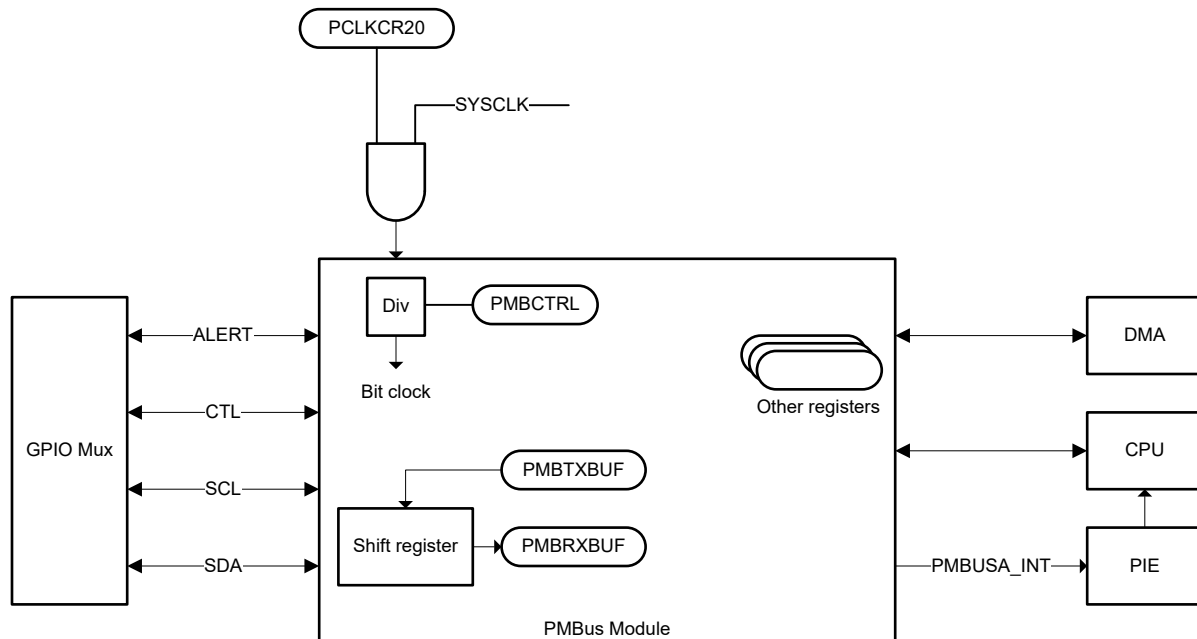 PCLKCR20
SYSCLK
Div
PMBCTRL
Bit clock
Other registers
GPIO Mux
ALERT
CTL
SCL
SDA
PMBTXBUF
Shift register
PMBRXBUF
DMA
CPU
PMBUSA_INT
PIE
PMBus Module